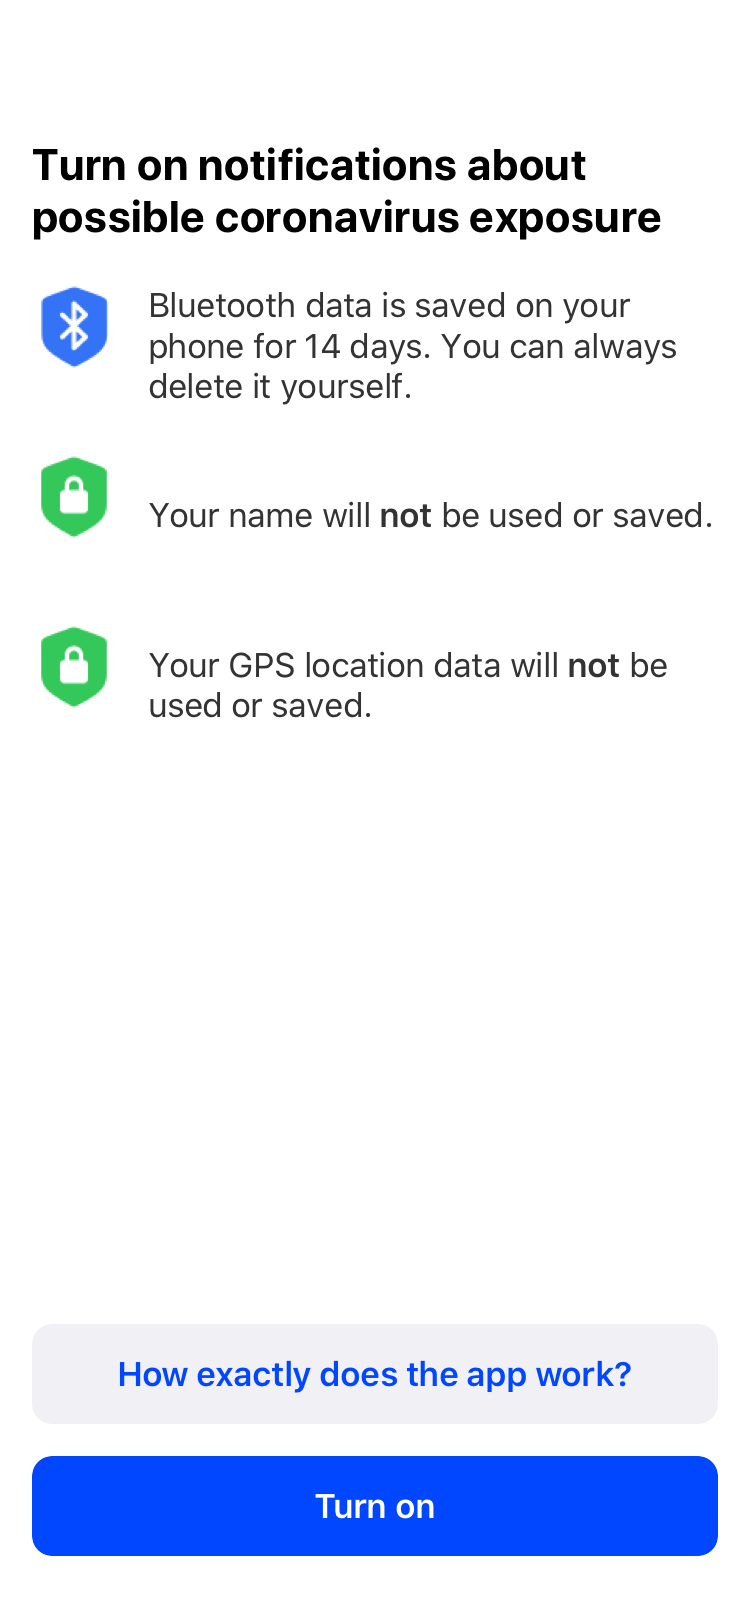 Turn on notifications about
possible coronavirus exposure
Bluetooth data is saved on your
phone for 14 days. You can always
delete it yourself.
Your name will not be used or saved.
Your GPS location data will not be
used or saved.
How exactly does the app work?
Turn on